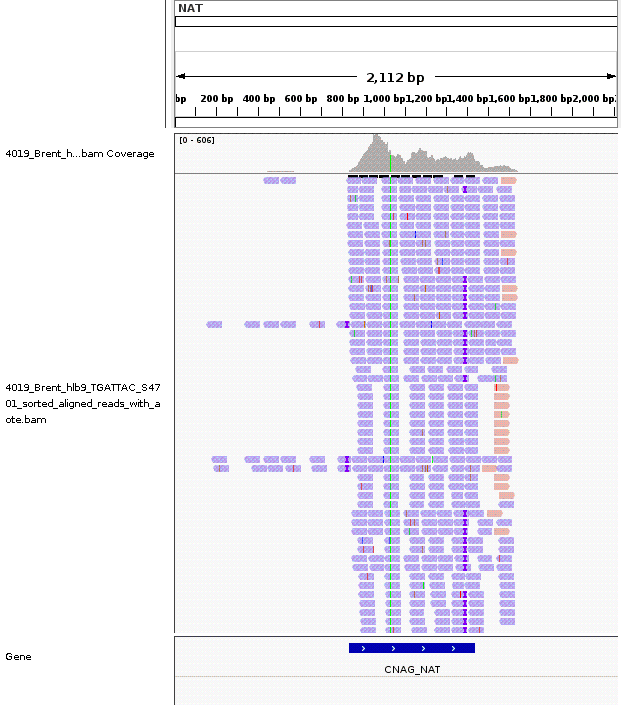 NAT
2,112 bp
bp 200 bp 400 bp 600 bp 800 bp 1,000 bp 1,200 bp 1,400 bp 1,600 bp 1,800 bp 2,000 bp 2,
[0 - 606]
4019_Brent_h...bam Coverage
4019_Brent_hlb9_TGATTAC_S47
01_sorted_aligned_reads_with_a
ote.bam
Gene
CNAG_NAT